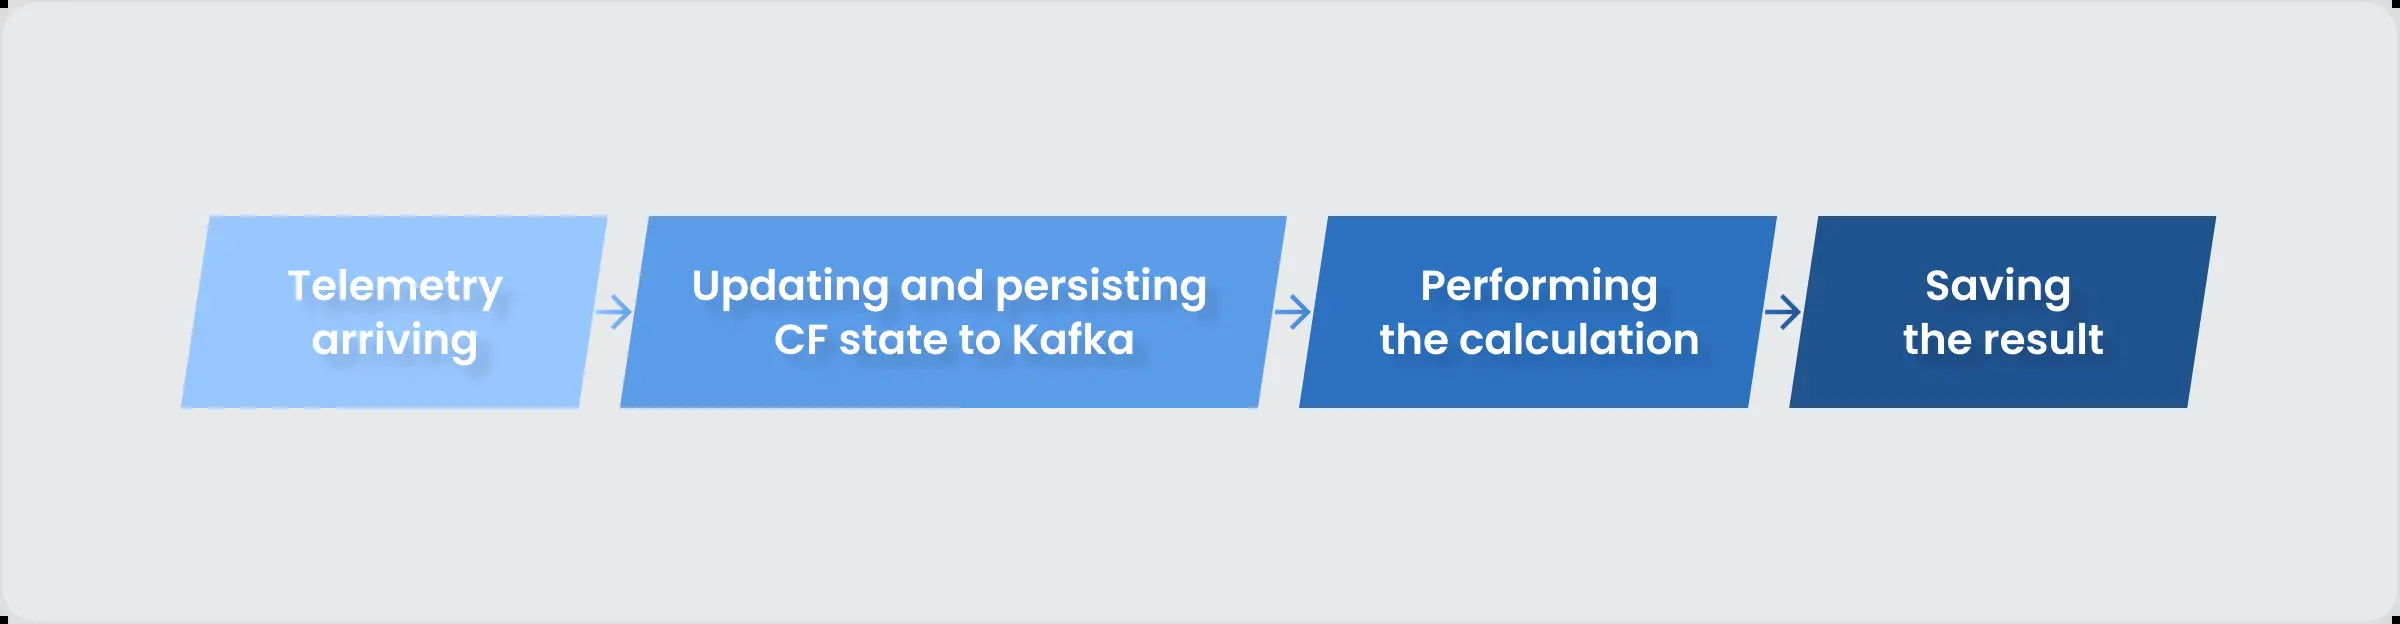 Telemetry
arriving
Updating and persisting
CF state to Kafka
Performing
the calculation
Saving
the result